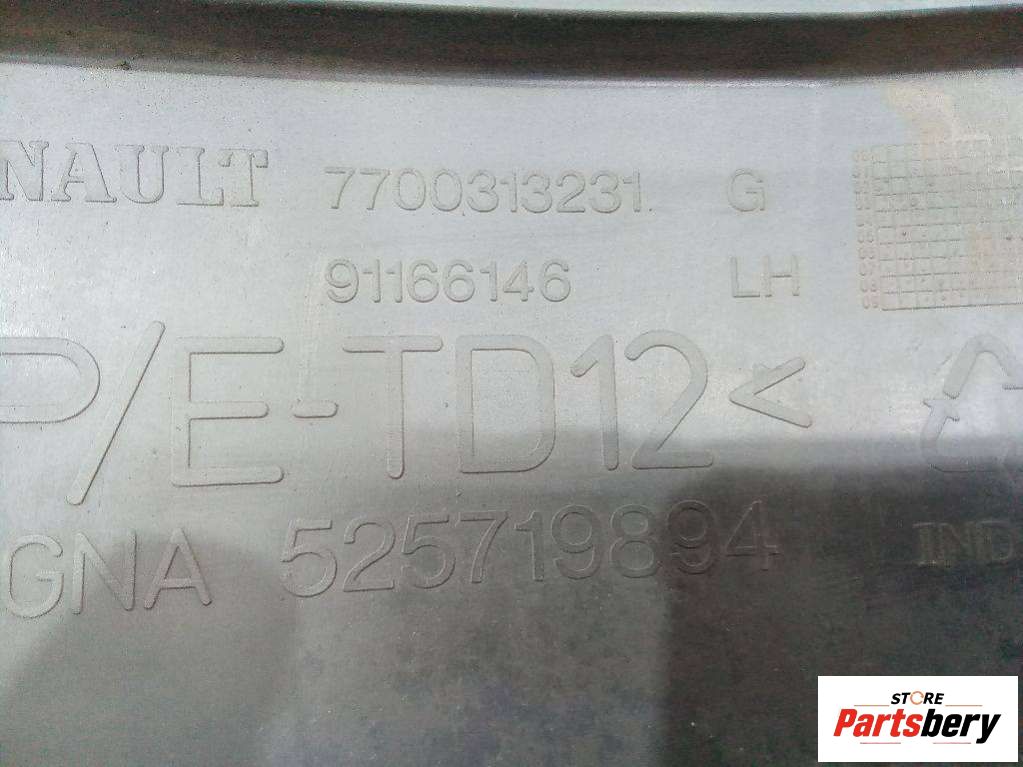 NAULT 7700313231 G
91166146 LH
P/E-TD12<
GNA 525719894 IND
STORE
Partsbery